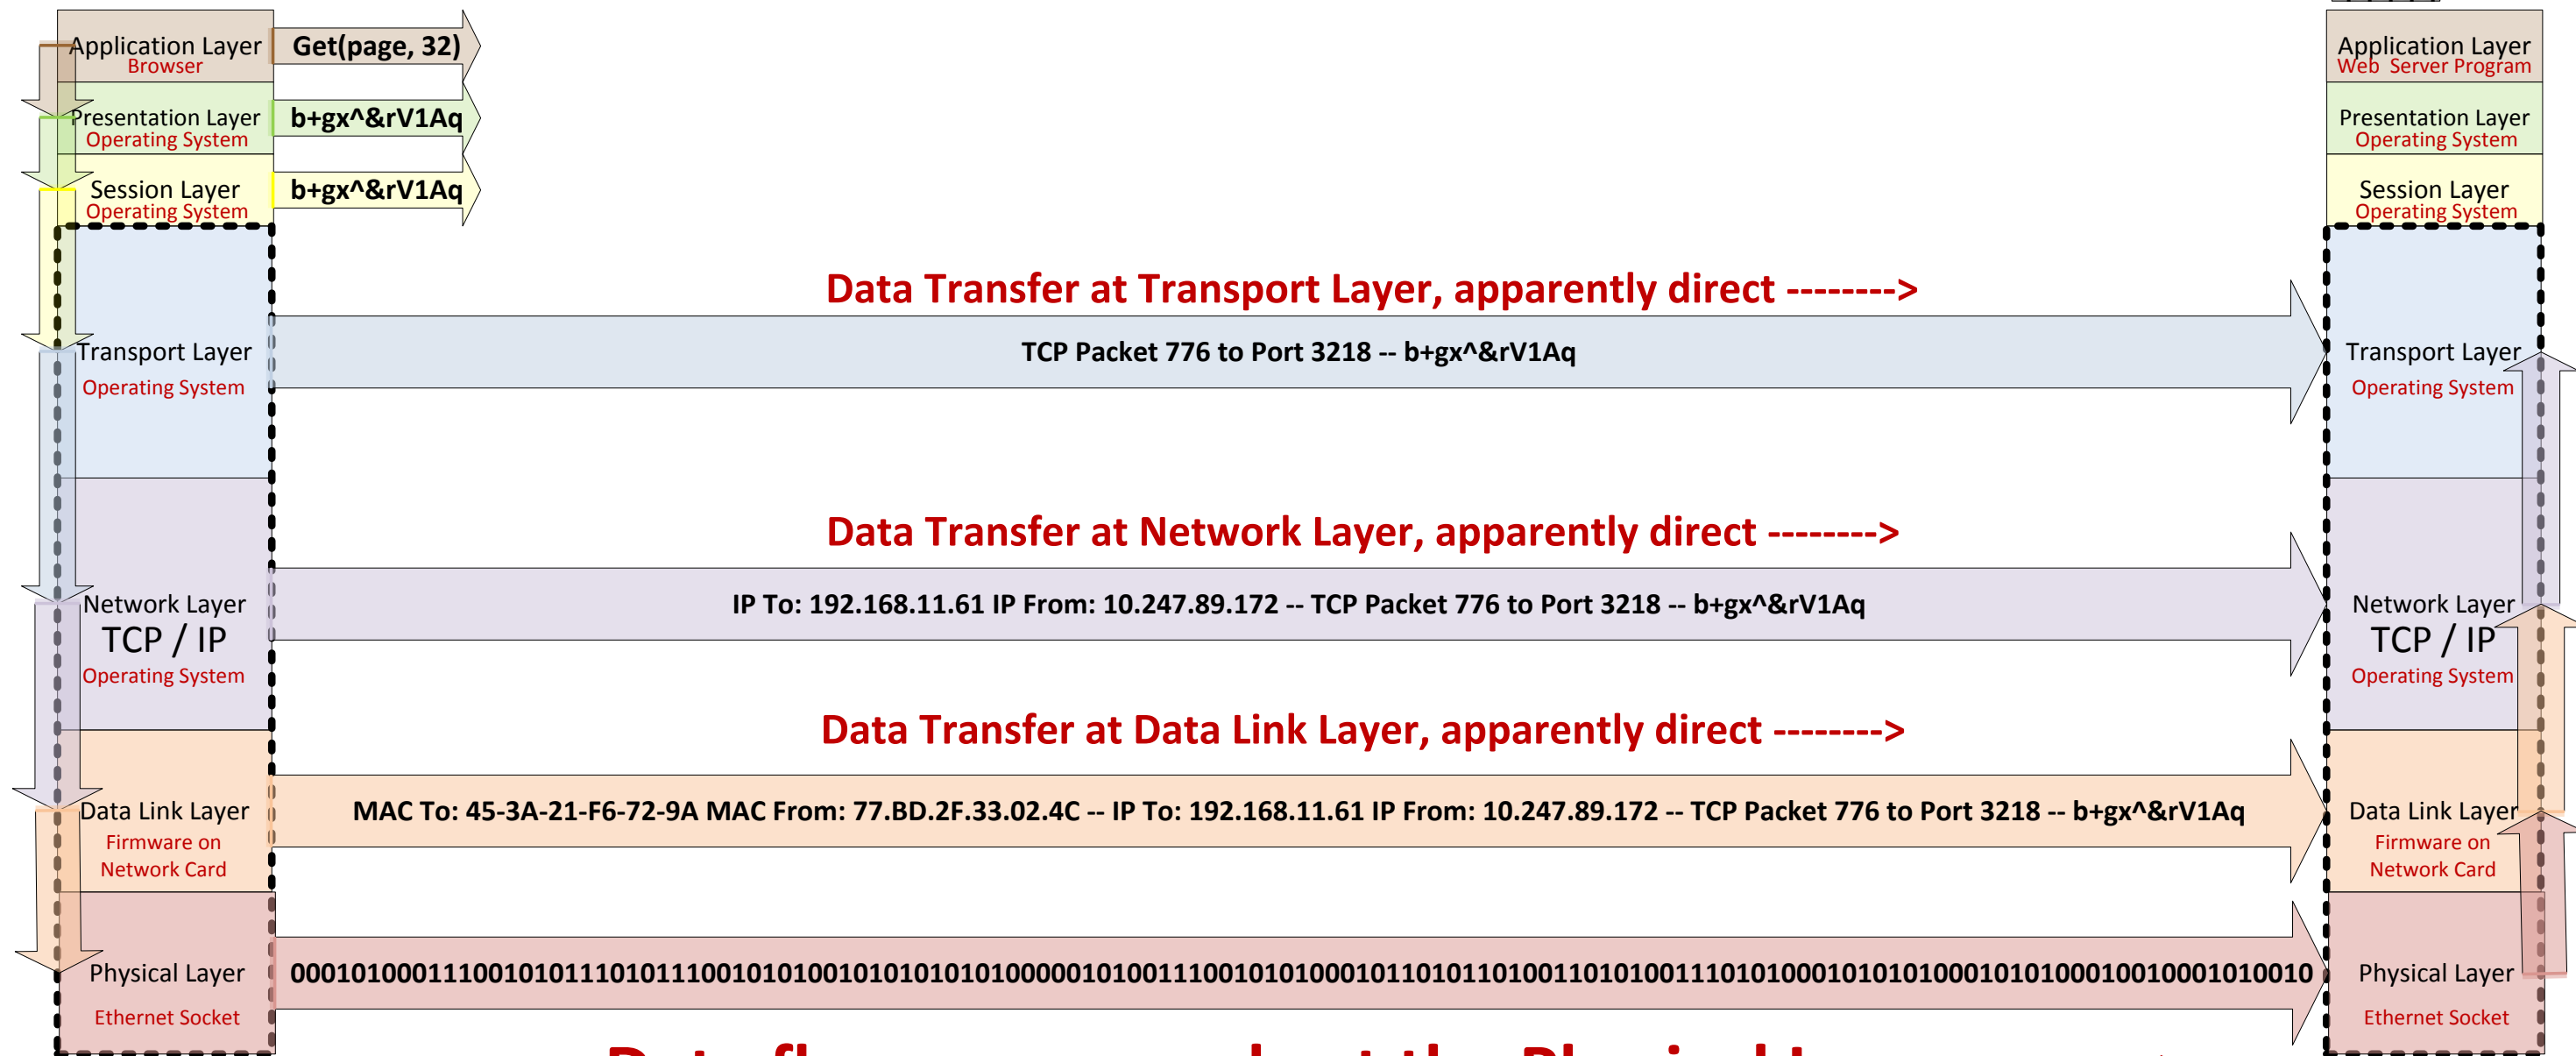 Application Layer
Browser
Get(page, 32)
Presentation Layer
Operating System
b+gx^&rV1Aq
Session Layer
Operating System
b+gx^&rV1Aq
Application Layer
Web Server Program
Presentation Layer
Operating System
Session Layer
Operating System
Data Transfer at Transport Layer, apparently direct -------->
Transport Layer
Operating System
TCP Packet 776 to Port 3218 -- b+gx^&rV1Aq
Transport Layer
Operating System
Data Transfer at Network Layer, apparently direct -------->
Network Layer
TCP / IP
Operating System
IP To: 192.168.11.61 IP From: 10.247.89.172 -- TCP Packet 776 to Port 3218 -- b+gx^&rV1Aq
Network Layer
TCP / IP
Operating System
Data Transfer at Data Link Layer, apparently direct -------->
Data Link Layer
Firmware on
Network Card
MAC To: 45-3A-21-F6-72-9A MAC From: 77.BD.2F.33.02.4C -- IP To: 192.168.11.61 IP From: 10.247.89.172 -- TCP Packet 776 to Port 3218 -- b+gx^&rV1Aq
Data Link Layer
Firmware on
Network Card
Physical Layer
Ethernet Socket
Physical Layer
Ethernet Socket
at the Physical